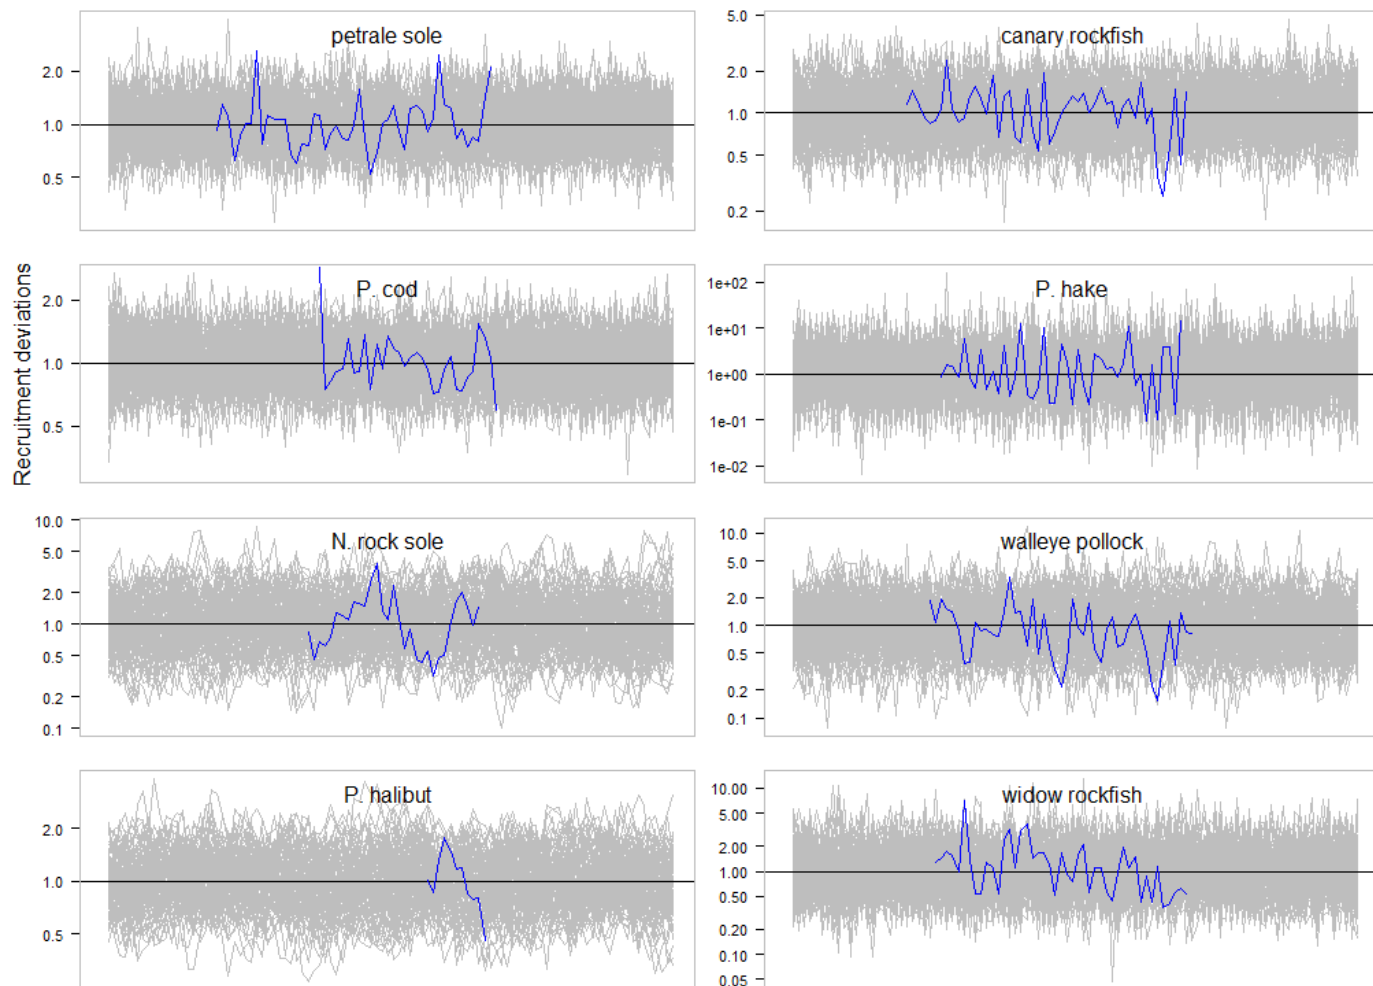 Recruitment deviations
petrale sole
2.0
1.0
0.5
canary rockfish
5.0
2.0
1.0
0.5
0.2
P. cod
2.0
1.0
0.5
P. hake
1e+02
1e+01
1e+00
1e-01
1e-02
N. rock sole
10.0
5.0
2.0
1.0
0.5
0.2
0.1
walleye pollock
10.0
5.0
2.0
1.0
0.5
0.2
0.1
P. halibut
2.0
1.0
0.5
widow rockfish
10.00
5.00
2.00
1.00
0.50
0.20
0.10
0.05